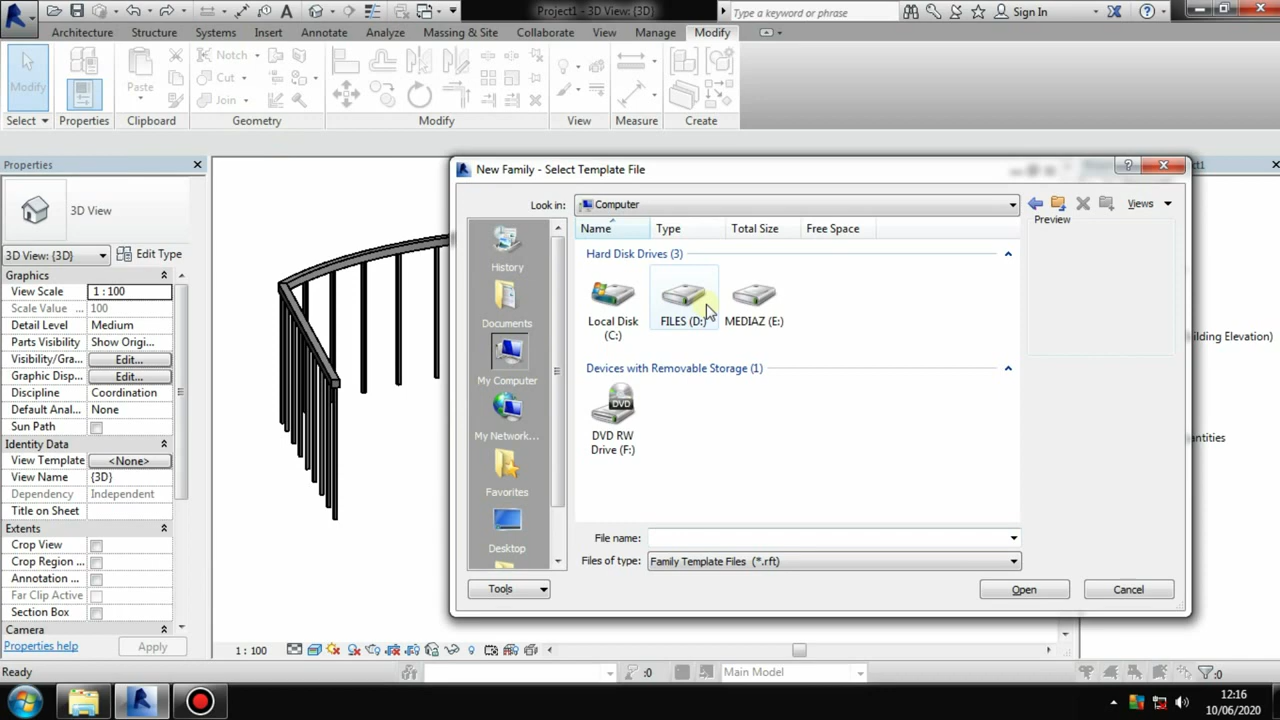 Project1 - 3D View: {3D}
Type a keyword or phrase
Sign In
Architecture
Structure
Systems
Insert
Annotate
Analyze
Massing & Site
Collaborate
View
Manage
Modify
Modify
Paste
Notch
Cut
Join
Select
Properties
Clipboard
Geometry
Modify
View
Measure
Create
Properties
3D View
3D View: {3D}
Edit Type
Graphics
View Scale
1 : 100
Scale Value ...
100
Detail Level
Medium
Parts Visibility
Show Origi...
Visibility/Gra...
Edit...
Graphic Disp...
Edit...
Discipline
Coordination
Default Anal...
None
Sun Path
Identity Data
View Template
<None>
View Name
{3D}
Dependency
Independent
Title on Sheet
Extents
Crop View
Crop Region ...
Annotation ...
Far Clip Active
Section Box
Camera
Properties help
Apply
New Family - Select Template File
Look in:
Computer
Views
Preview
History
Documents
My Computer
My Network...
Favorites
Desktop
Name
Type
Total Size
Free Space
Hard Disk Drives (3)
Local Disk
(C:)
FILES (D:)
MEDIAZ (E:)
Devices with Removable Storage (1)
DVD
DVD RW
Drive (F:)
File name:
Files of type:
Family Template Files (*.rft)
Tools
Open
Cancel
ilding Elevation)
antities
1 : 100
Ready
:0
Main Model
:0
12:16
10/06/2020